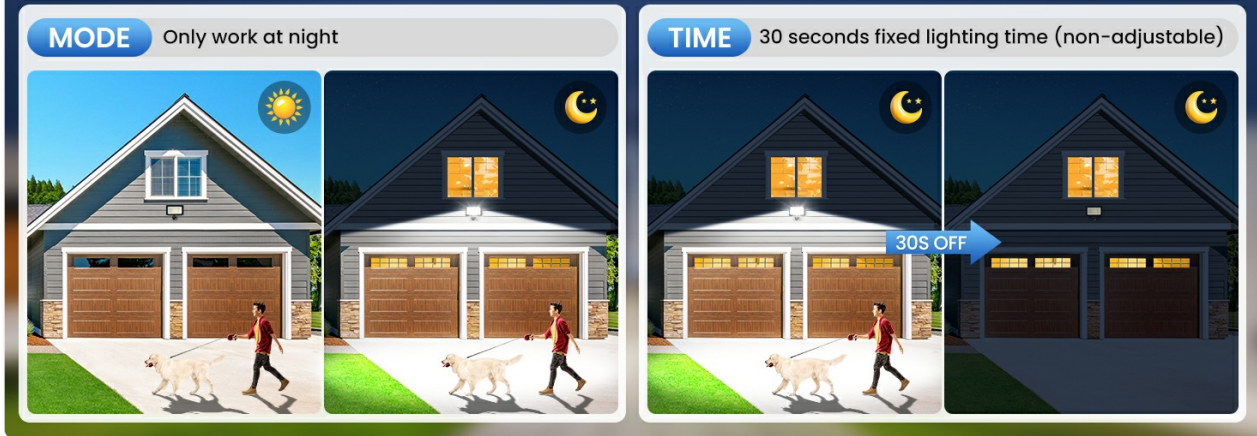 MODE Only work at night
TIME 30 seconds fixed lighting time (non-adjustable)
30S OFF